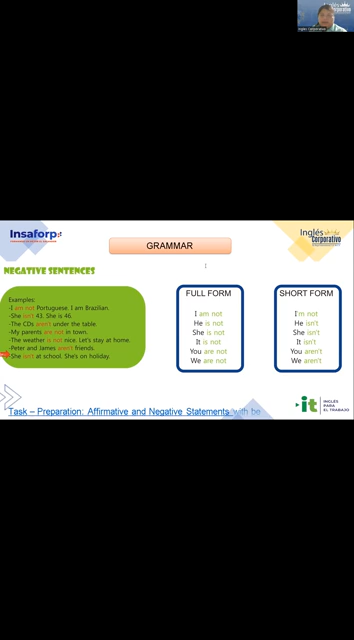 Inglés
Corporativo
Inglés Corporativo
Insaforp
GRAMMAR
Inglés
Corporativo
NEGATIVE SENTENCES
Examples:
-I am not Portuguese. I am Brazilian.
-She isn't 43. She is 46.
-The CDs aren't under the table.
-My parents are not in town.
-The weather is not nice. Let's stay at home.
-Peter and James aren't friends.
-She isn't at school. She's on holiday.
FULL FORM
I am not
He is not
She is not
It is not
You are not
We are not
SHORT FORM
I'm not
He isn't
She isn't
It isn't
You aren't
We aren't
Task – Preparation: Affirmative and Negative Statements with be
it
INGLÉS
PARA
EL TRABAJO